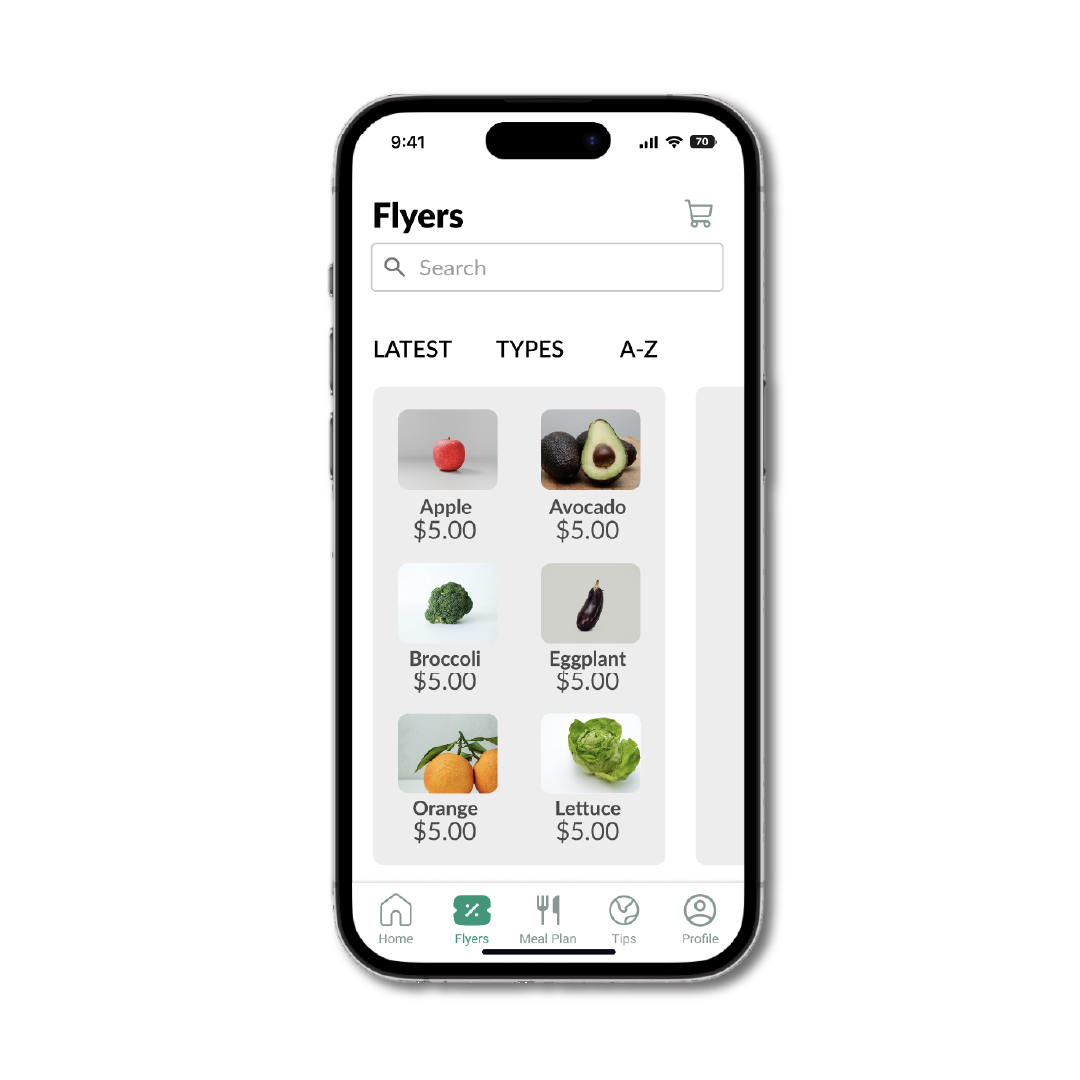 9:41 70
Flyers
Search
LATEST TYPES A-Z
Apple Avocado
$5.00 $5.00
Broccoli Eggplant
$5.00 $5.00
Orange Lettuce
$5.00 $5.00
Home Flyers Meal Plan Tips Profile